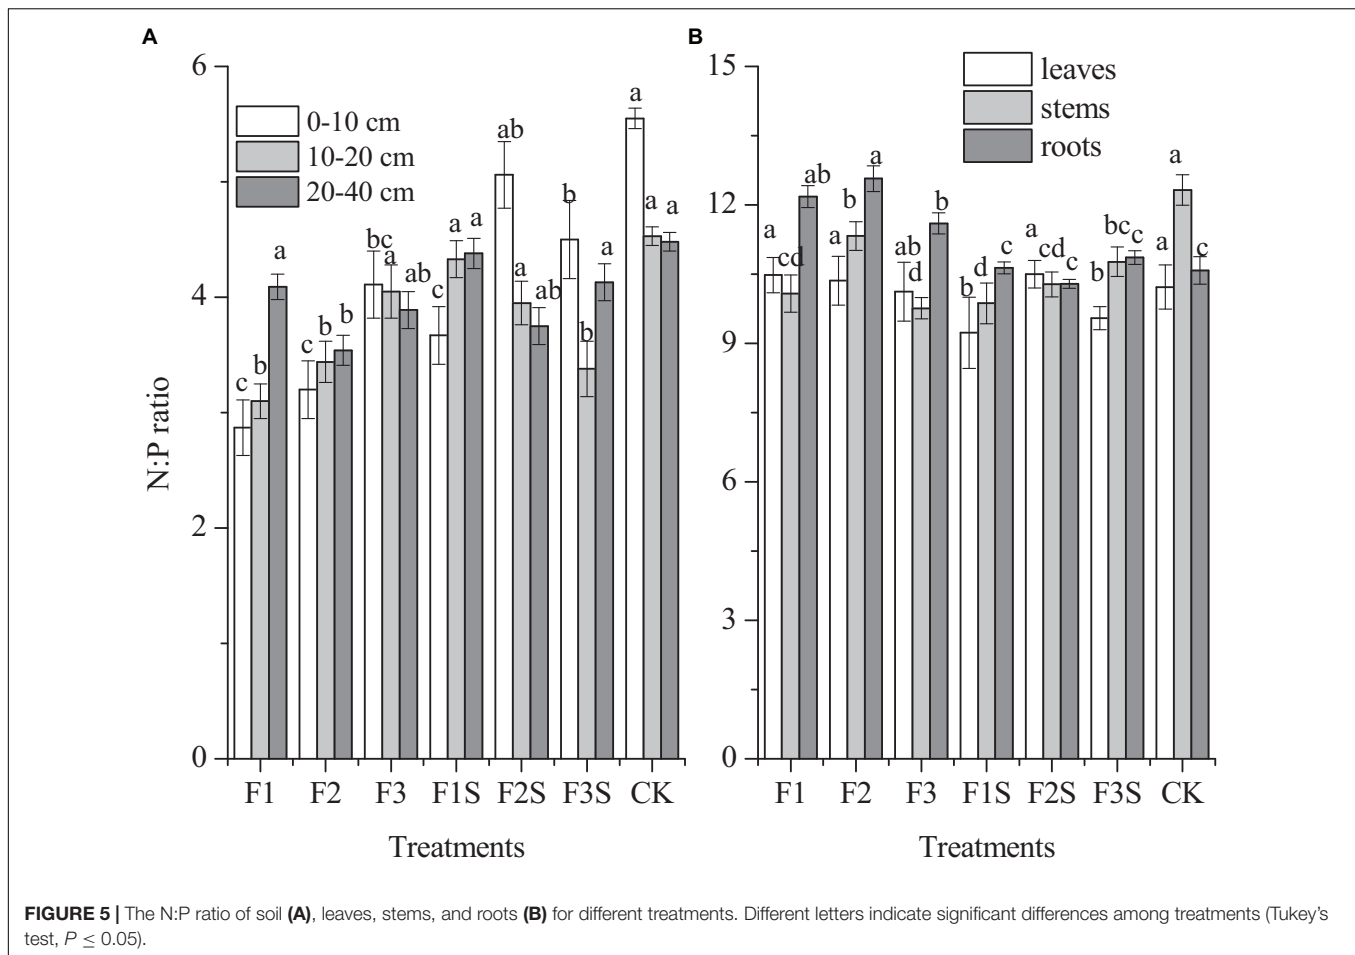 A
B
6
4
2
0
N:P ratio
0-10 cm
10-20 cm
20-40 cm
c
b
a
c
b
b
bc
a
ab
c
a
a
ab
a
ab
b
b
a
a
a
a
F1
F2
F3
F1S
F2S
F3S
CK
Treatments
15
12
9
6
3
0
leaves
stems
roots
a
cd
ab
a
b
a
ab
d
b
b
d
c
a
cd
c
b
bc
c
a
a
c
F1
F2
F3
F1S
F2S
F3S
CK
Treatments
FIGURE 5 | The N:P ratio of soil (A), leaves, stems, and roots (B) for different treatments. Different letters indicate significant differences among treatments (Tukey's
test, P ≤ 0.05).